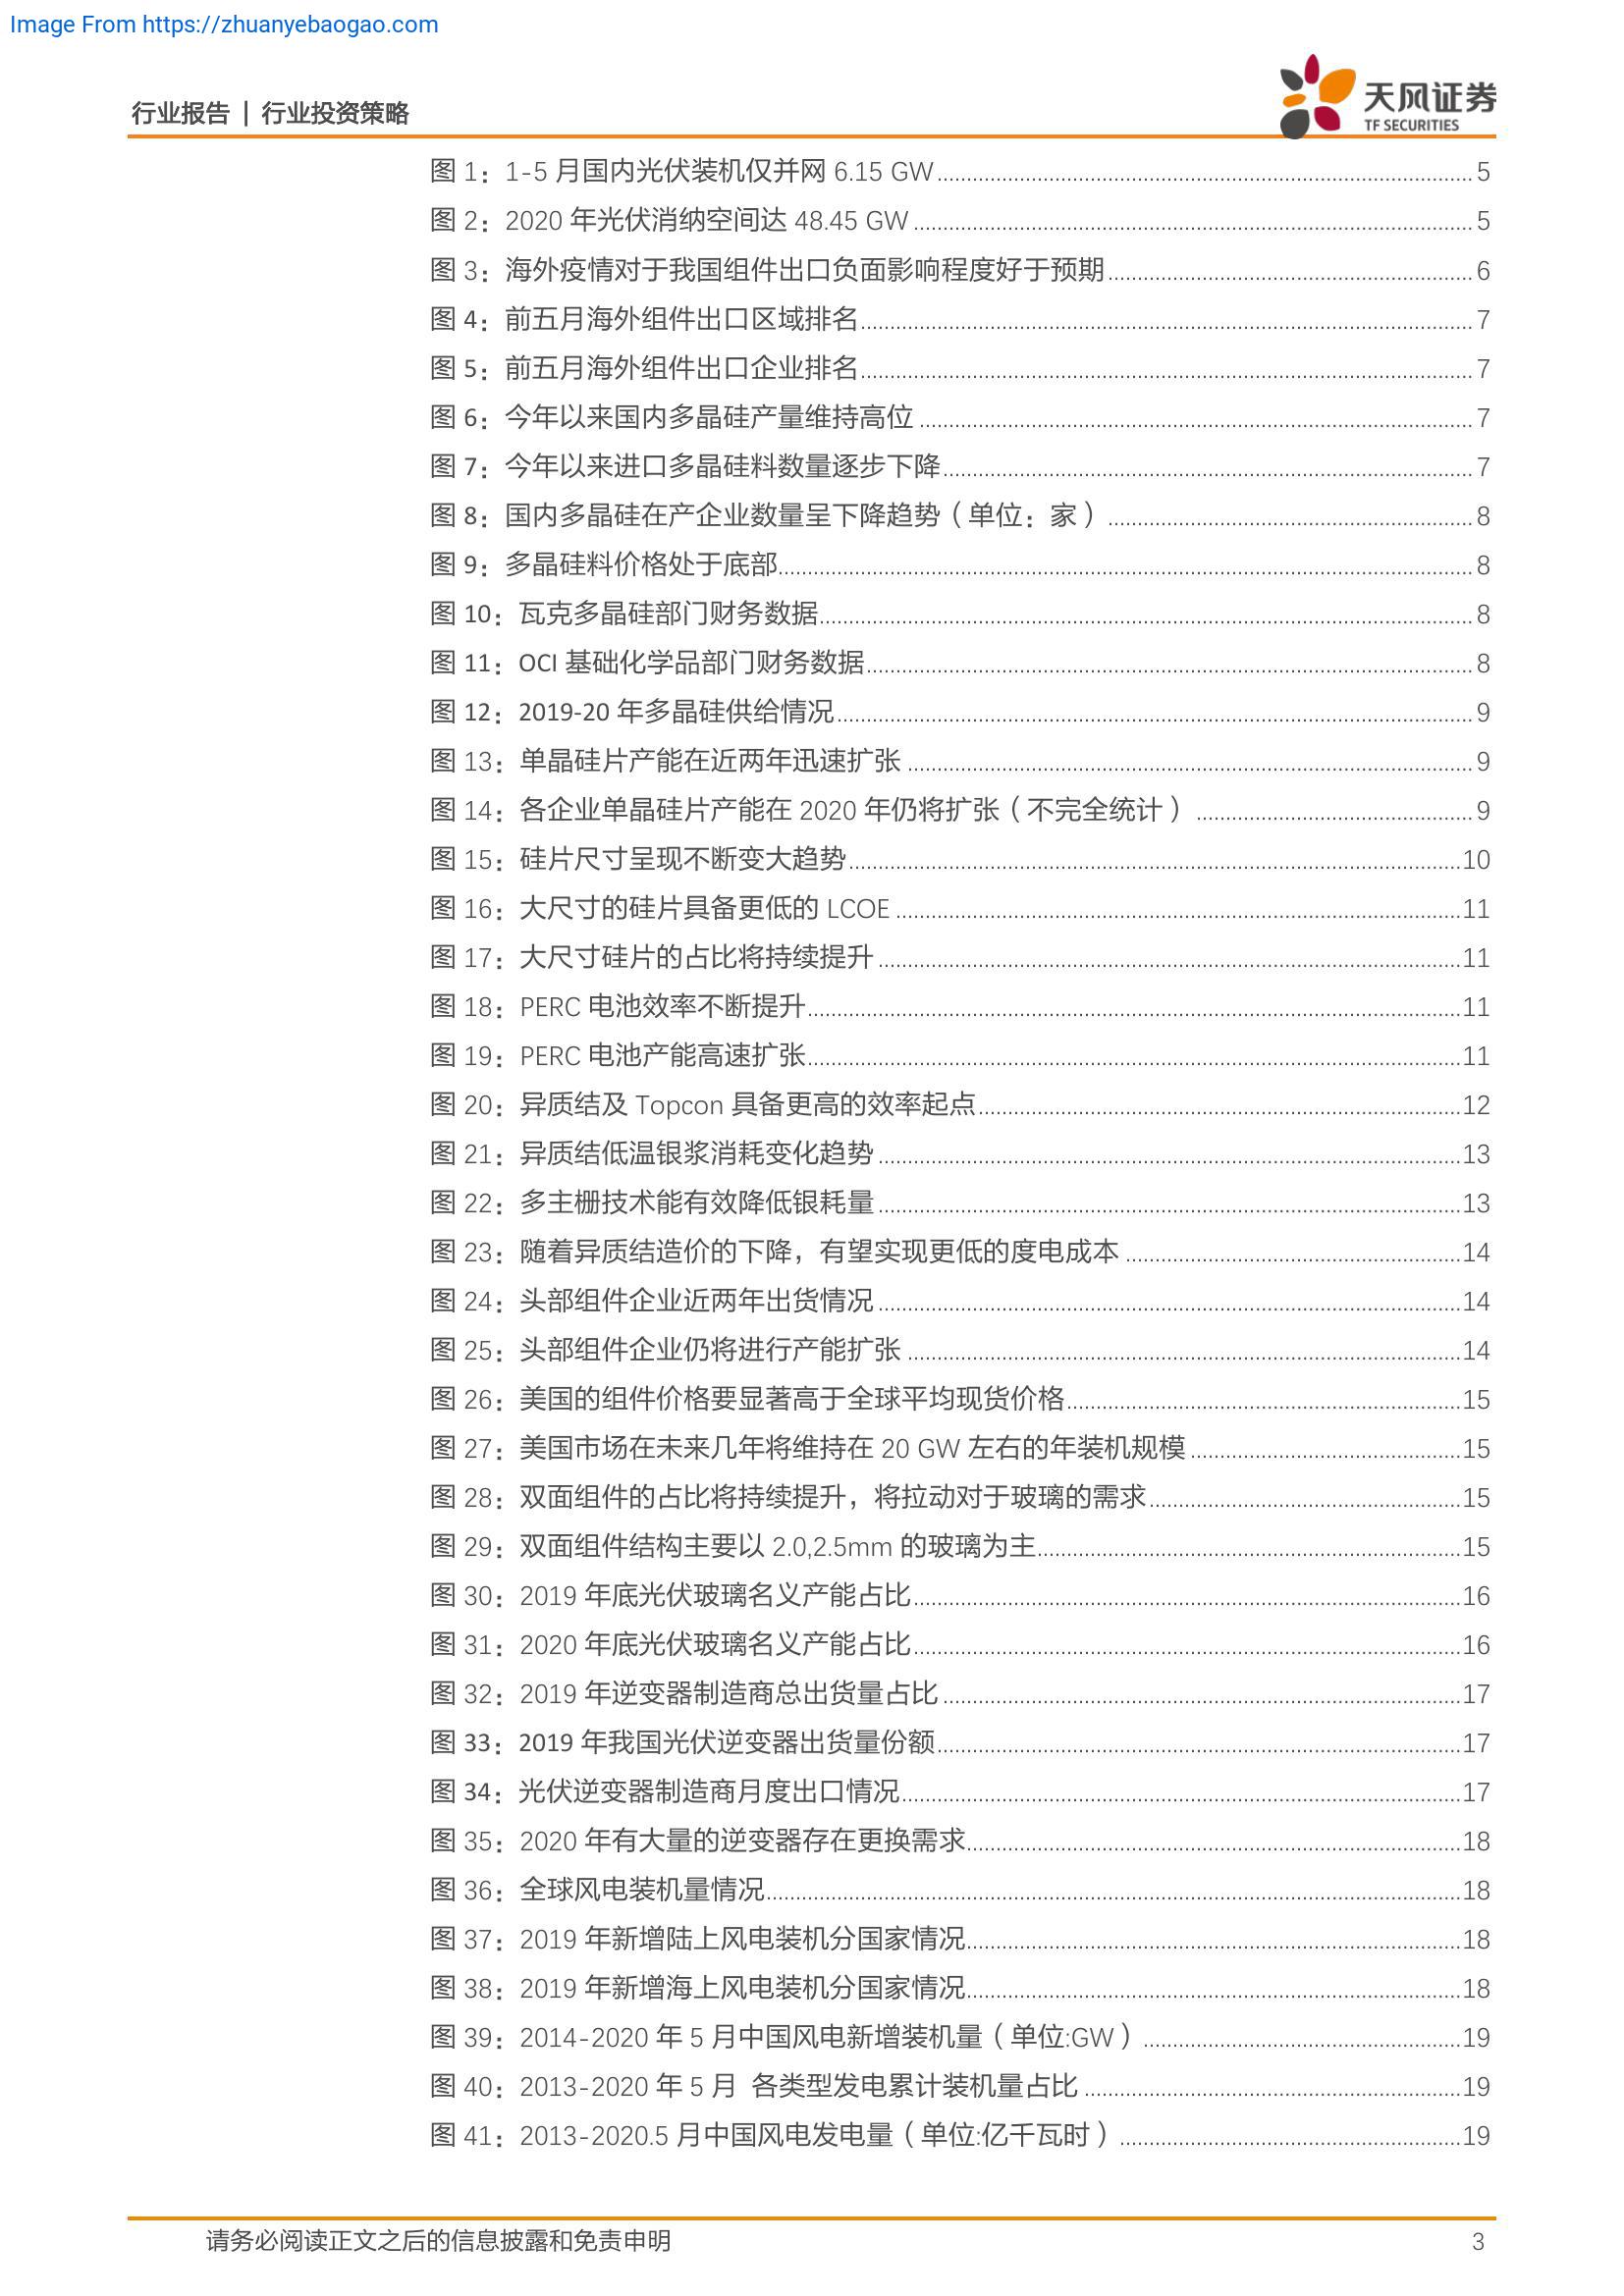 Image From https://zhuanyebaogao.com
行业报告 | 行业投资策略
天风证券
TF SECURITIES
图 1：1-5 月国内光伏装机仅并网 6.15 GW 5
图 2：2020 年光伏消纳空间达 48.45 GW 5
图 3：海外疫情对于我国组件出口负面影响程度好于预期 6
图 4：前五月海外组件出口区域排名 7
图 5：前五月海外组件出口企业排名 7
图 6：今年以来国内多晶硅产量维持高位 7
图 7：今年以来进口多晶硅料数量逐步下降 7
图 8：国内多晶硅在产企业数量呈下降趋势（单位：家） 8
图 9：多晶硅料价格处于底部 8
图 10：瓦克多晶硅部门财务数据 8
图 11：OCI 基础化学品部门财务数据 8
图 12：2019-20 年多晶硅供给情况 9
图 13：单晶硅片产能在近两年迅速扩张 9
图 14：各企业单晶硅片产能在 2020 年仍将扩张（不完全统计） 9
图 15：硅片尺寸呈现不断变大趋势 10
图 16：大尺寸的硅片具备更低的 LCOE 11
图 17：大尺寸硅片的占比将持续提升 11
图 18：PERC 电池效率不断提升 11
图 19：PERC 电池产能高速扩张 11
图 20：异质结及 Topcon 具备更高的效率起点 12
图 21：异质结低温银浆消耗变化趋势 13
图 22：多主栅技术能有效降低银耗量 13
图 23：随着异质结造价的下降，有望实现更低的度电成本 14
图 24：头部组件企业近两年出货情况 14
图 25：头部组件企业仍将进行产能扩张 14
图 26：美国的组件价格要显著高于全球平均现货价格 15
图 27：美国市场在未来几年将维持在 20 GW 左右的年装机规模 15
图 28：双面组件的占比将持续提升，将拉动对于玻璃的需求 15
图 29：双面组件结构主要以 2.0,2.5mm 的玻璃为主 15
图 30：2019 年底光伏玻璃名义产能占比 16
图 31：2020 年底光伏玻璃名义产能占比 16
图 32：2019 年逆变器制造商总出货量占比 17
图 33：2019 年我国光伏逆变器出货量份额 17
图 34：光伏逆变器制造商月度出口情况 17
图 35：2020 年有大量的逆变器存在更换需求 18
图 36：全球风电装机量情况 18
图 37：2019 年新增陆上风电装机分国家情况 18
图 38：2019 年新增海上风电装机分国家情况 18
图 39：2014-2020 年 5 月中国风电新增装机量（单位:GW） 19
图 40：2013-2020 年 5 月 各类型发电累计装机量占比 19
图 41：2013-2020.5 月中国风电发电量（单位:亿千瓦时） 19
请务必阅读正文之后的信息披露和免责申明 3